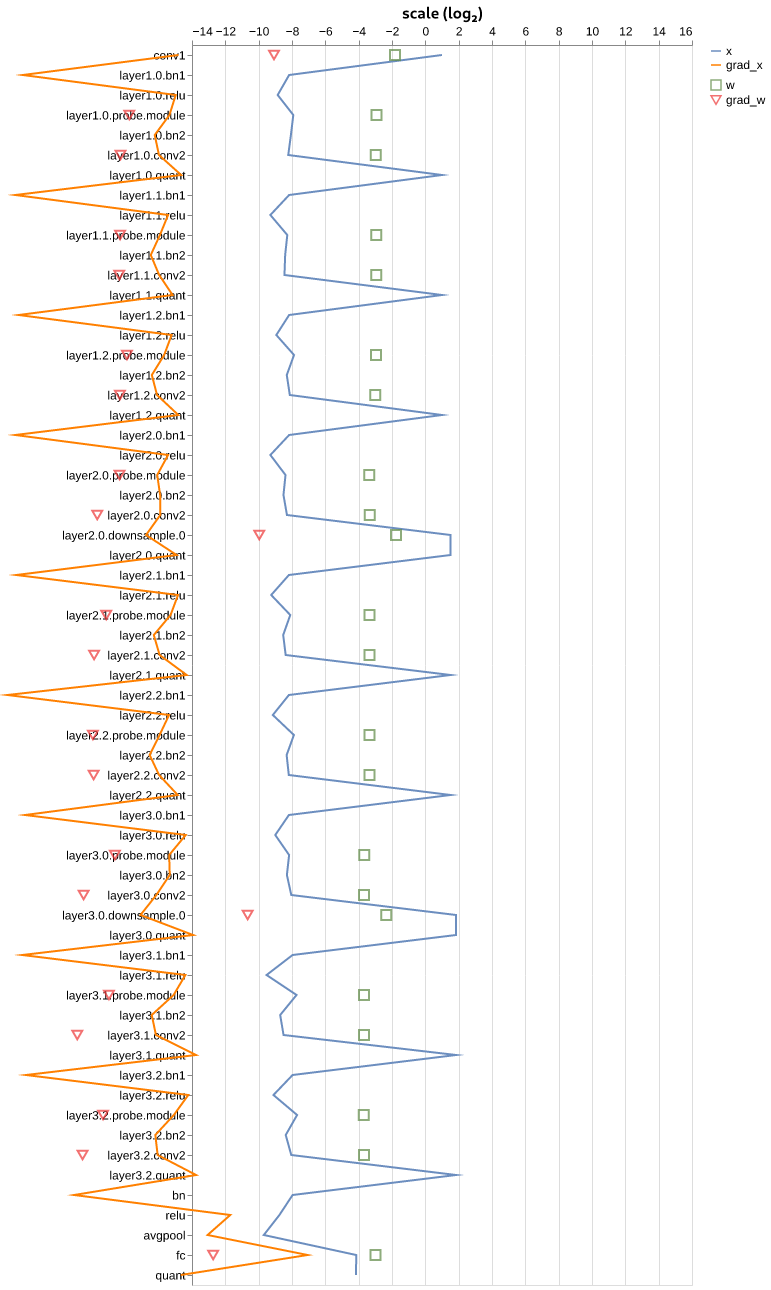 scale (log₂)
−14 −12 −10 −8 −6 −4 −2 0 2 4 6 8 10 12 14 16
x
grad_x
w
grad_w
conv1
layer1.0.bn1
layer1.0.relu
layer1.0.probe.module
layer1.0.bn2
layer1.0.conv2
layer1.0.quant
layer1.1.bn1
layer1.1.relu
layer1.1.probe.module
layer1.1.bn2
layer1.1.conv2
layer1.1.quant
layer1.2.bn1
layer1.2.relu
layer1.2.probe.module
layer1.2.bn2
layer1.2.conv2
layer1.2.quant
layer2.0.bn1
layer2.0.relu
layer2.0.probe.module
layer2.0.bn2
layer2.0.conv2
layer2.0.downsample.0
layer2.0.quant
layer2.1.bn1
layer2.1.relu
layer2.1.probe.module
layer2.1.bn2
layer2.1.conv2
layer2.1.quant
layer2.2.bn1
layer2.2.relu
layer2.2.probe.module
layer2.2.bn2
layer2.2.conv2
layer2.2.quant
layer3.0.bn1
layer3.0.relu
layer3.0.probe.module
layer3.0.bn2
layer3.0.conv2
layer3.0.downsample.0
layer3.0.quant
layer3.1.bn1
layer3.1.relu
layer3.1.probe.module
layer3.1.bn2
layer3.1.conv2
layer3.1.quant
layer3.2.bn1
layer3.2.relu
layer3.2.probe.module
layer3.2.bn2
layer3.2.conv2
layer3.2.quant
bn
relu
avgpool
fc
quant